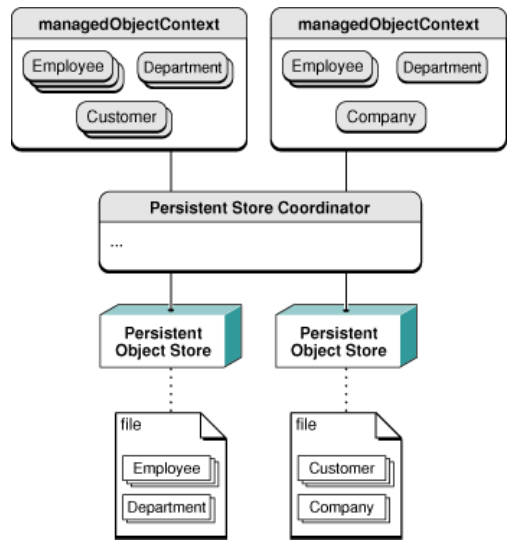 managedObjectContext
Employee
Department
Customer
managedObjectContext
Employee
Department
Company
Persistent Store Coordinator
...
Persistent
Object Store
Persistent
Object Store
file
Employee
Department
file
Customer
Company